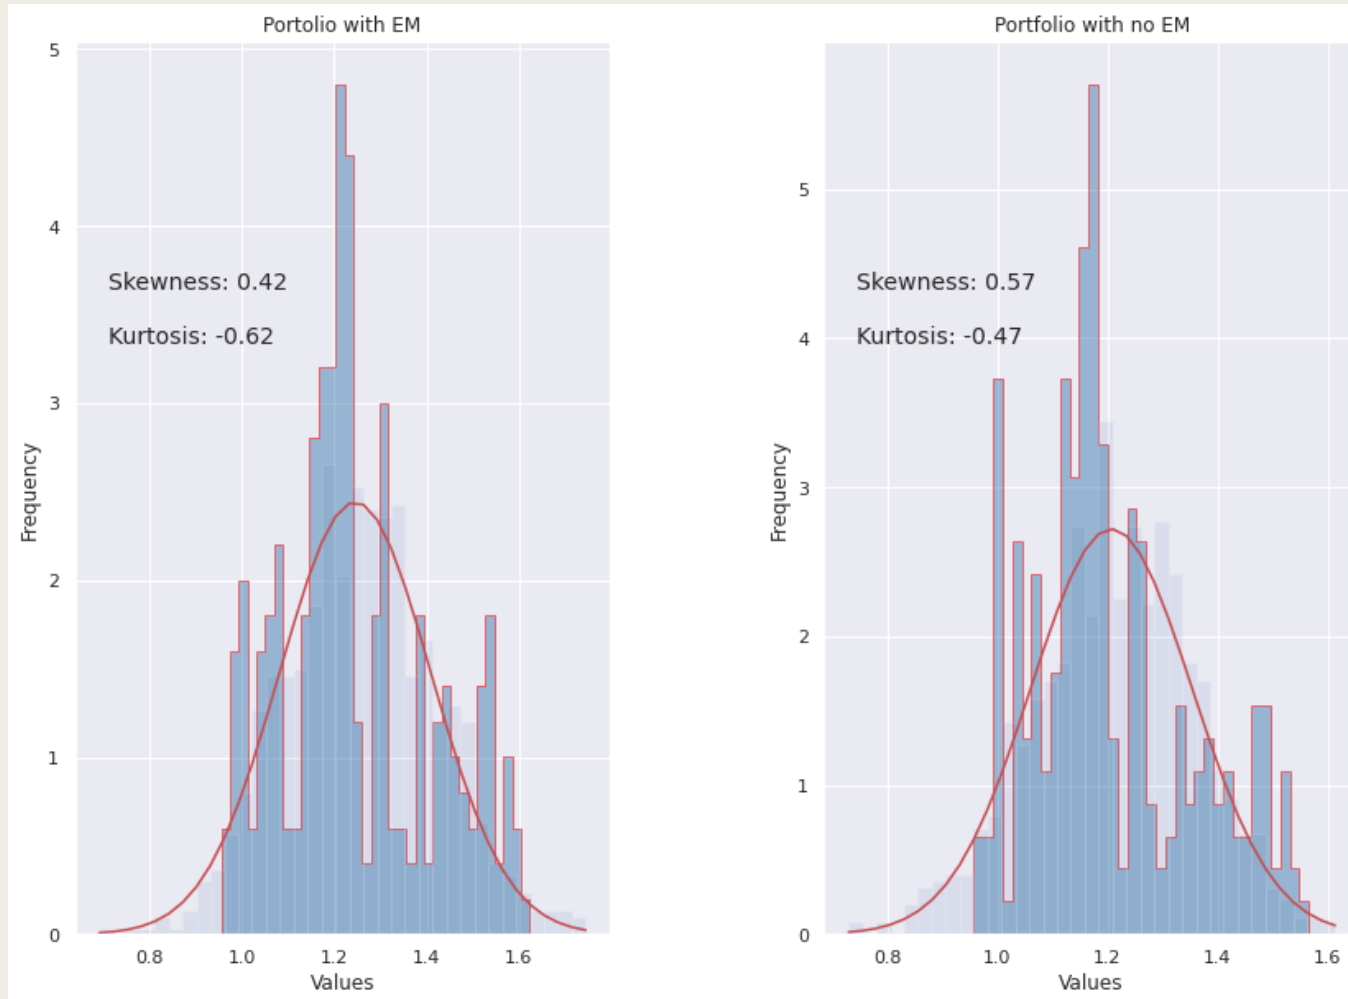 Portolio with EM
5
4
3
2
1
0
Frequency
Skewness: 0.42
Kurtosis: -0.62
0.8 1.0 1.2 1.4 1.6
Values
Portfolio with no EM
5
4
3
2
1
0
Frequency
Skewness: 0.57
Kurtosis: -0.47
0.8 1.0 1.2 1.4 1.6
Values